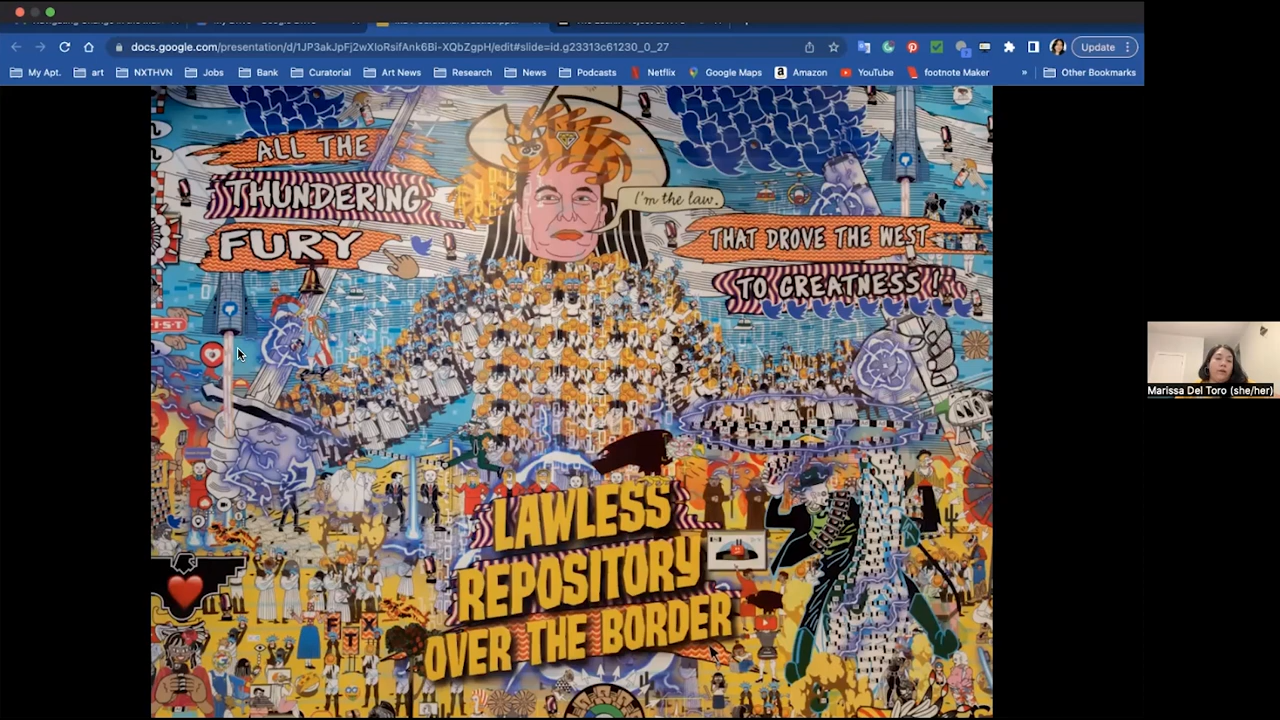 docs.google.com/presentation/d/1JP3akJpFj2wXIoRsifAnk6Bi-XQbZgpH/edit#slide=id.g23313c61230_0_27
Update
My Apt.
art
NXTHVN
Jobs
Bank
Curatorial
Art News
Research
News
Podcasts
Netflix
Google Maps
Amazon
YouTube
footnote Maker
»
Other Bookmarks
ALL THE
THUNDERING
FURY
I'm the law.
THAT DROVE THE WEST
TO GREATNESS!
LAWLESS
REPOSITORY
OVER THE BORDER
Marissa Del Toro (she/her)